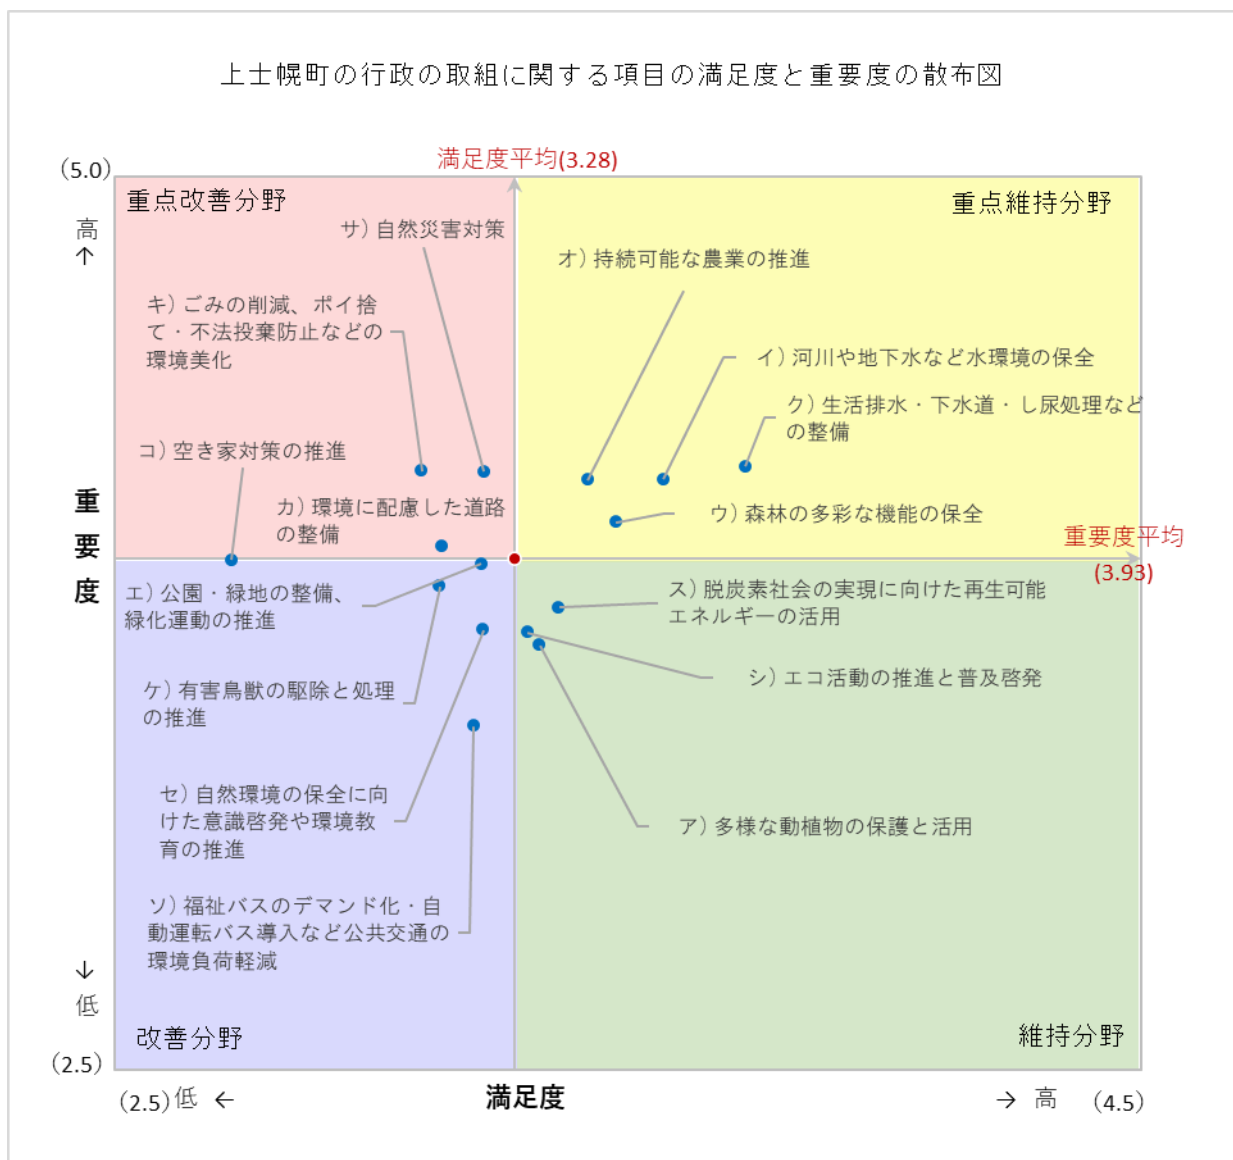 上士幌町の行政の取組に関する項目の満足度と重要度の散布図
満足度平均(3.28)
(5.0)
重点改善分野
重点維持分野
高
↑
サ）自然災害対策
オ）持続可能な農業の推進
キ）ごみの削減、ポイ捨
て・不法投棄防止などの
環境美化
イ）河川や地下水など水環境の保全
ク）生活排水・下水道・し尿処理など
の整備
コ）空き家対策の推進
カ）環境に配慮した道路
の整備
ウ）森林の多彩な機能の保全
重要度
重要度平均
(3.93)
エ）公園・緑地の整備、
緑化運動の推進
ス）脱炭素社会の実現に向けた再生可能
エネルギーの活用
ケ）有害鳥獣の駆除と処理
の推進
シ）エコ活動の推進と普及啓発
セ）自然環境の保全に向
けた意識啓発や環境教
育の推進
ア）多様な動植物の保護と活用
ソ）福祉バスのデマンド化・自
動運転バス導入など公共交通の
環境負荷軽減
↓
低
改善分野
維持分野
(2.5)
(2.5)低 ←
満足度
→ 高
(4.5)